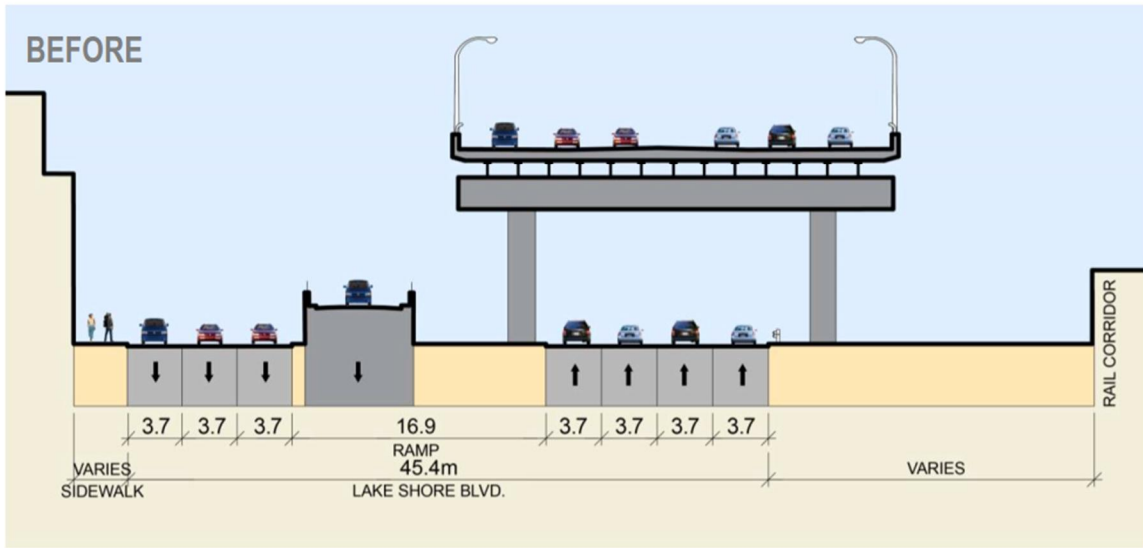 BEFORE
3.7 3.7 3.7 16.9 3.7 3.7 3.7 3.7
RAMP
VARIES 45.4m VARIES
SIDEWALK LAKE SHORE BLVD.
RAIL CORRIDOR